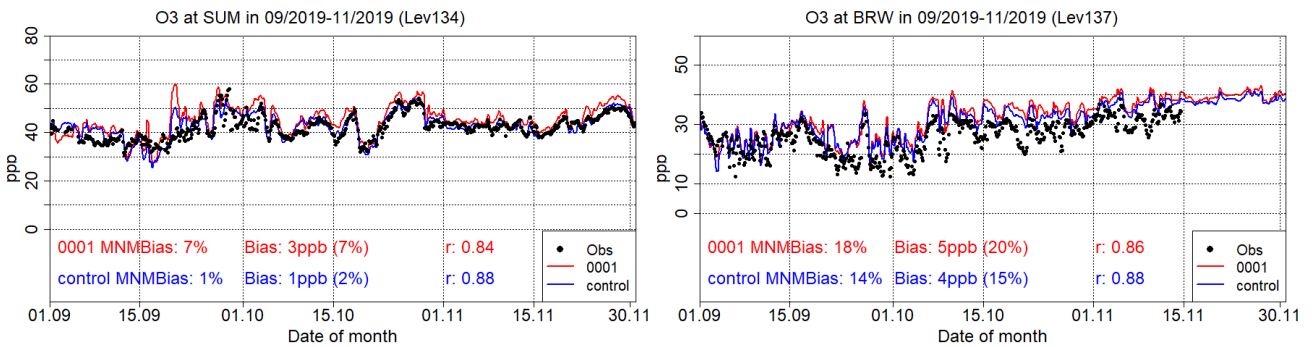 O3 at SUM in 09/2019-11/2019 (Lev134)
80
60
40
20
0
ppp
0001 MNMBias: 7% Bias: 3ppb (7%) r: 0.84
control MNMBias: 1% Bias: 1ppb (2%) r: 0.88
Obs
0001
control
01.09 15.09 01.10 15.10 01.11 15.11 30.11
Date of month
O3 at BRW in 09/2019-11/2019 (Lev137)
50
30
10
0
ppp
0001 MNMBias: 18% Bias: 5ppb (20%) r: 0.86
control MNMBias: 14% Bias: 4ppb (15%) r: 0.88
Obs
0001
control
01.09 15.09 01.10 15.10 01.11 15.11 30.11
Date of month